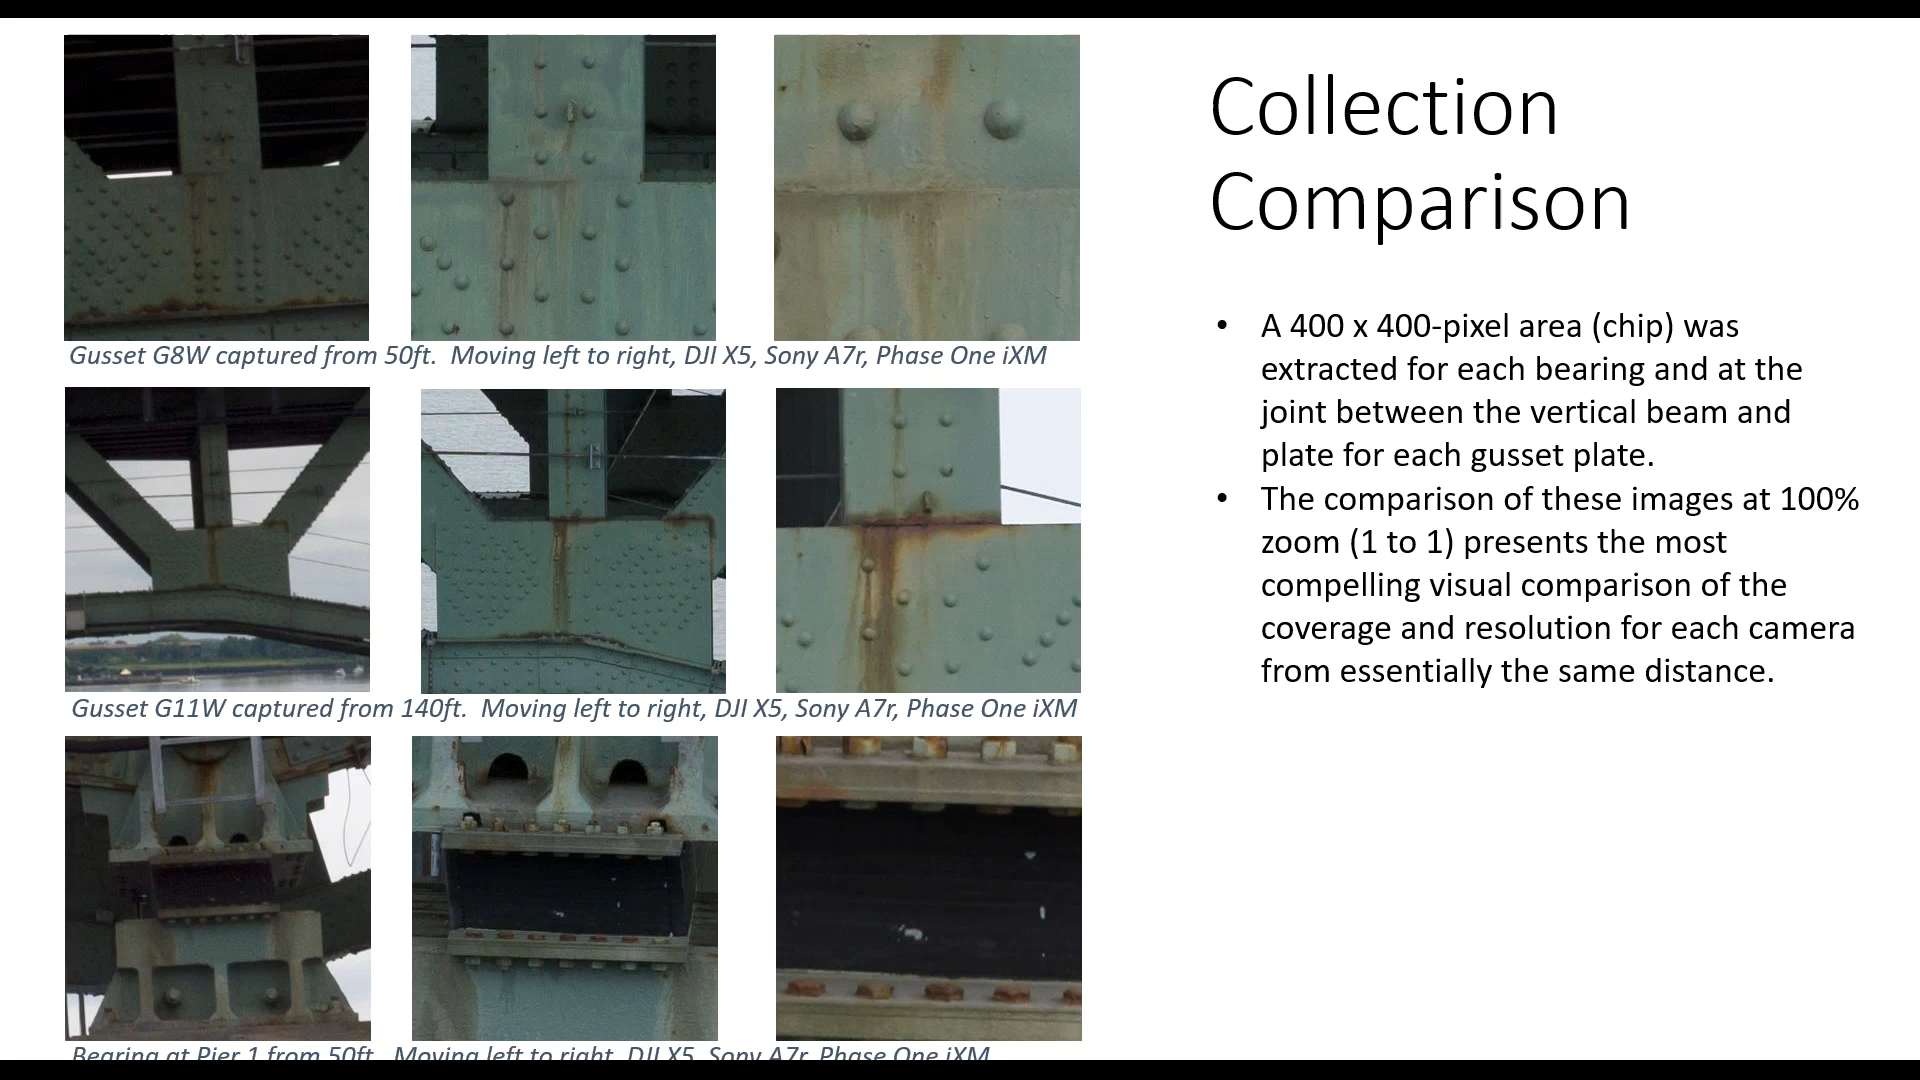 Collection
Comparison
• A 400 x 400-pixel area (chip) was
extracted for each bearing and at the
joint between the vertical beam and
plate for each gusset plate.
• The comparison of these images at 100%
zoom (1 to 1) presents the most
compelling visual comparison of the
coverage and resolution for each camera
from essentially the same distance.
Gusset G8W captured from 50ft.  Moving left to right, DJI X5, Sony A7r, Phase One iXM
Gusset G11W captured from 140ft.  Moving left to right, DJI X5, Sony A7r, Phase One iXM
Bearing at Pier 1 from 50ft.  Moving left to right, DJI X5, Sony A7r, Phase One iXM